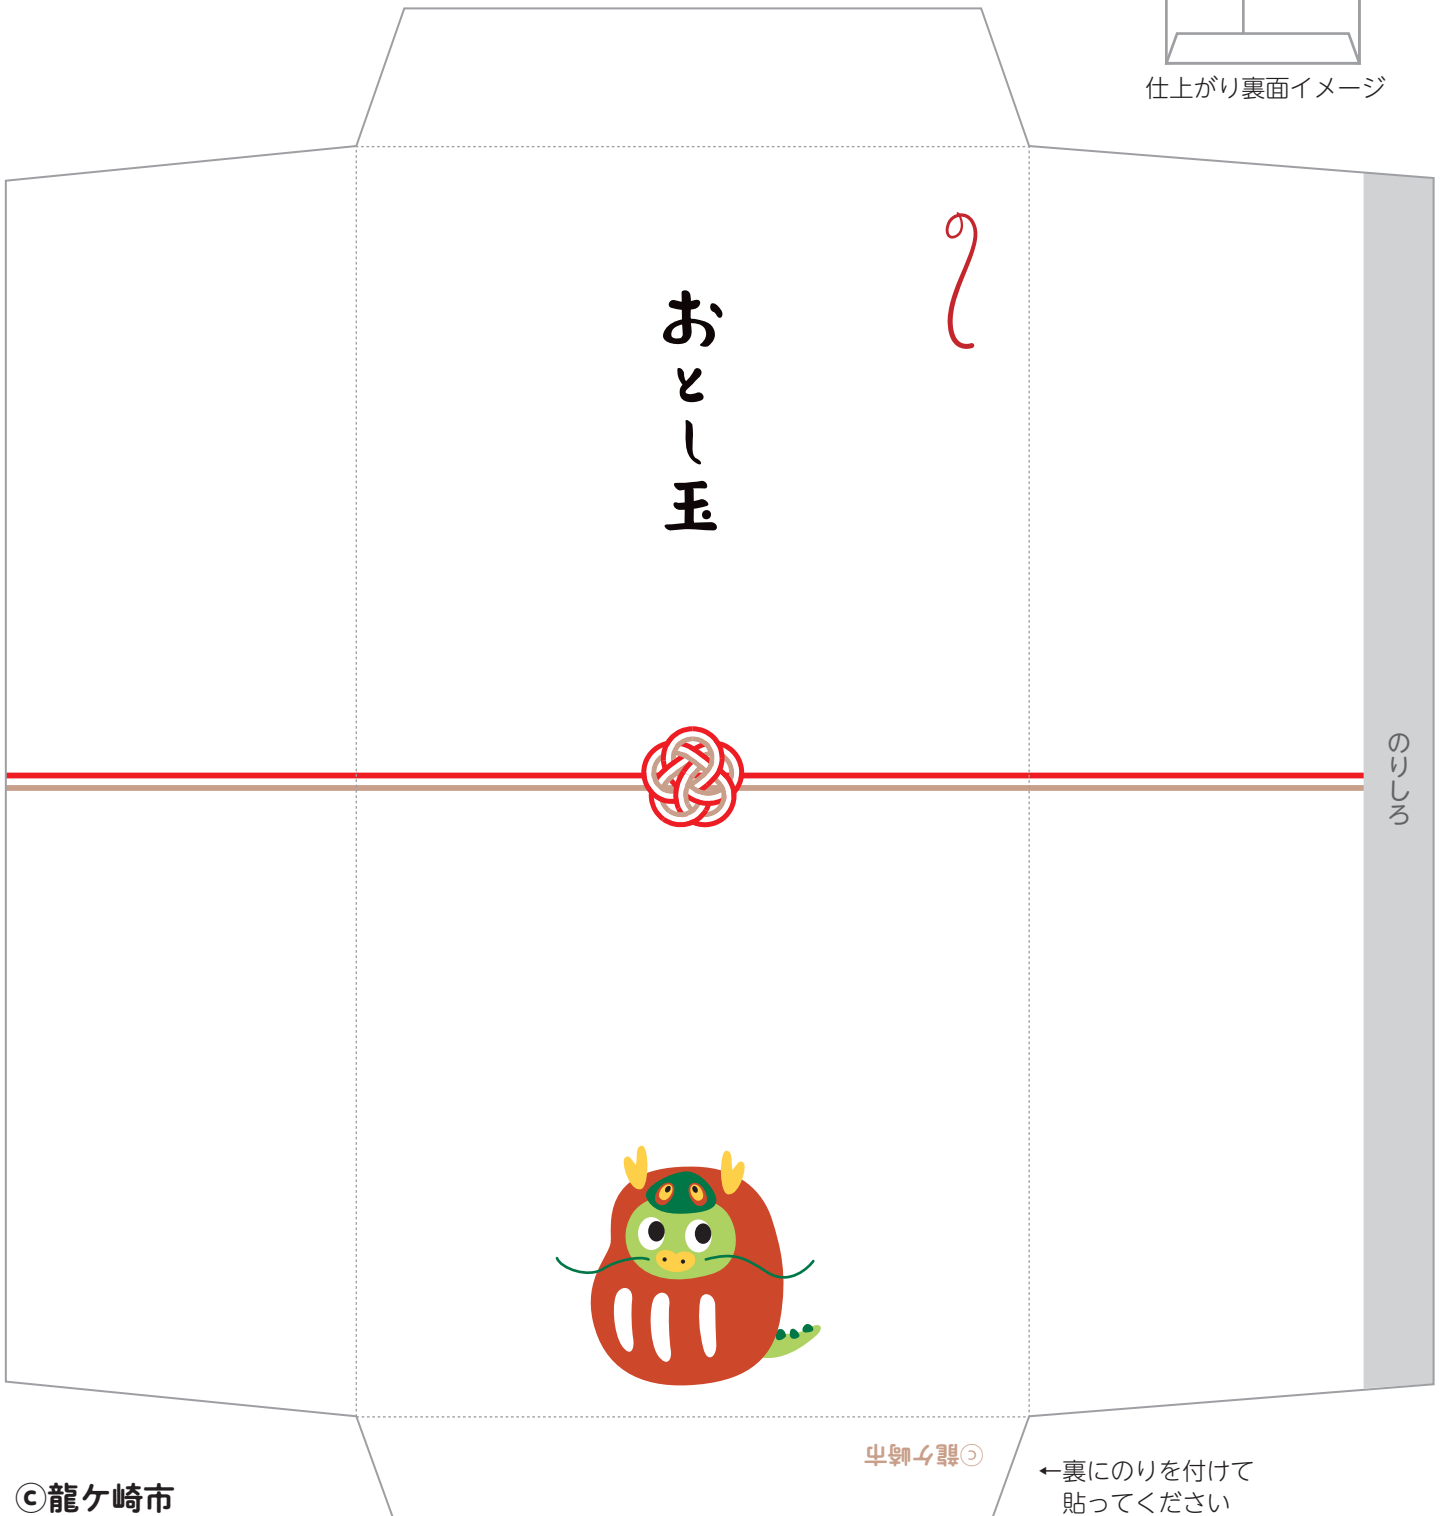 仕上がり裏面イメージ
おとし玉
のりしろ
ⓒ龍ケ崎市
←裏にのりを付けて
貼ってください
ⓒ龍ケ崎市